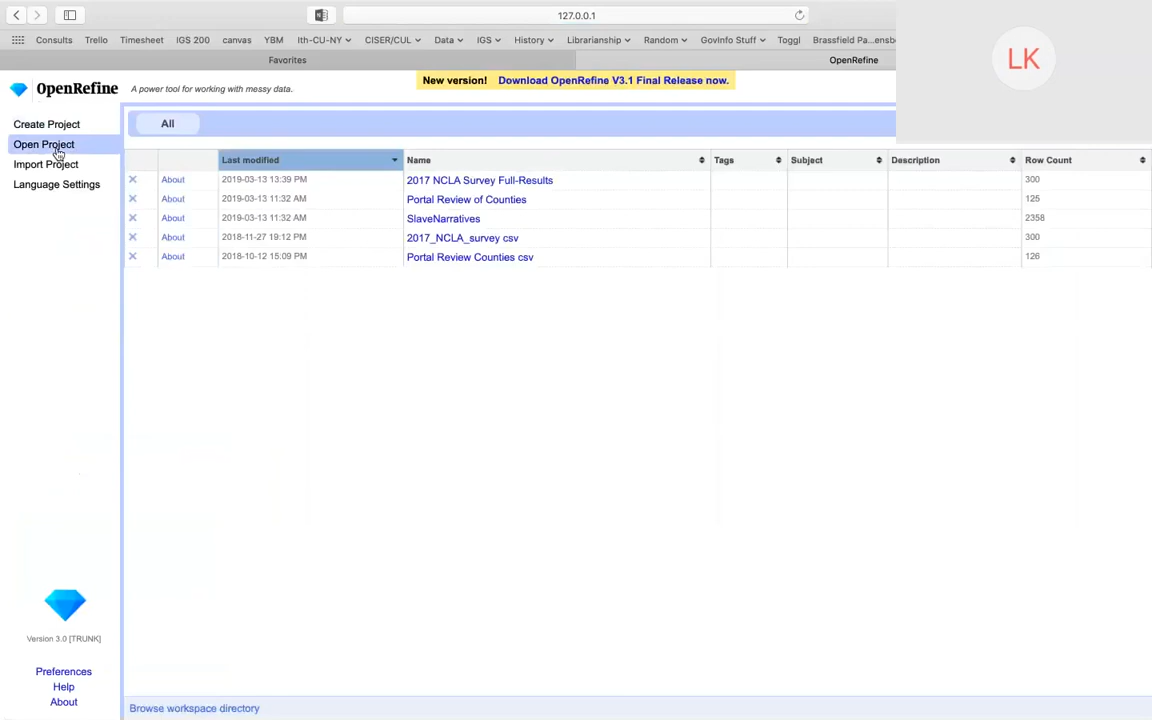 127.0.0.1
Consults Trello Timesheet IGS 200 canvas YBM Ith-CU-NY CISER/CUL Data IGS History Librarianship Random GovInfo Stuff Toggl Brassfield Pa...ensb
Favorites OpenRefine
OpenRefine A power tool for working with messy data. New version! Download OpenRefine V3.1 Final Release now.
LK
Create Project
Open Project
Import Project
Language Settings
All
Last modified Name Tags Subject Description Row Count
About 2019-03-13 13:39 PM 2017 NCLA Survey Full-Results 300
About 2019-03-13 11:32 AM Portal Review of Counties 125
About 2019-03-13 11:32 AM SlaveNarratives 2358
About 2018-11-27 19:12 PM 2017_NCLA_survey csv 300
About 2018-10-12 15:09 PM Portal Review Counties csv 126
Version 3.0 [TRUNK]
Preferences
Help
About
Browse workspace directory